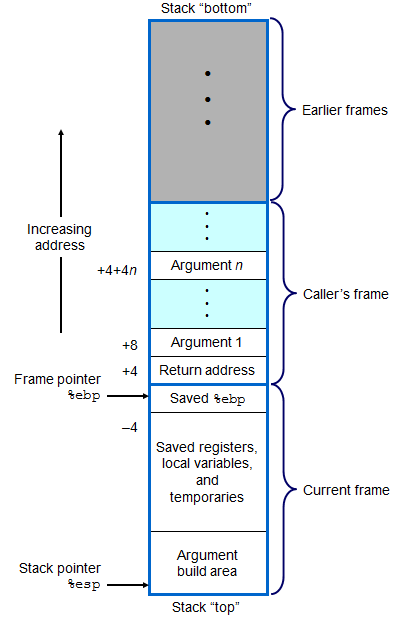 Stack “bottom”
Earlier frames
Increasing
address
+4+4n
Argument n
Caller’s frame
+8
Argument 1
+4
Return address
Frame pointer
%ebp
Saved %ebp
–4
Saved registers,
local variables,
and
temporaries
Current frame
Argument
build area
Stack pointer
%esp
Stack “top”